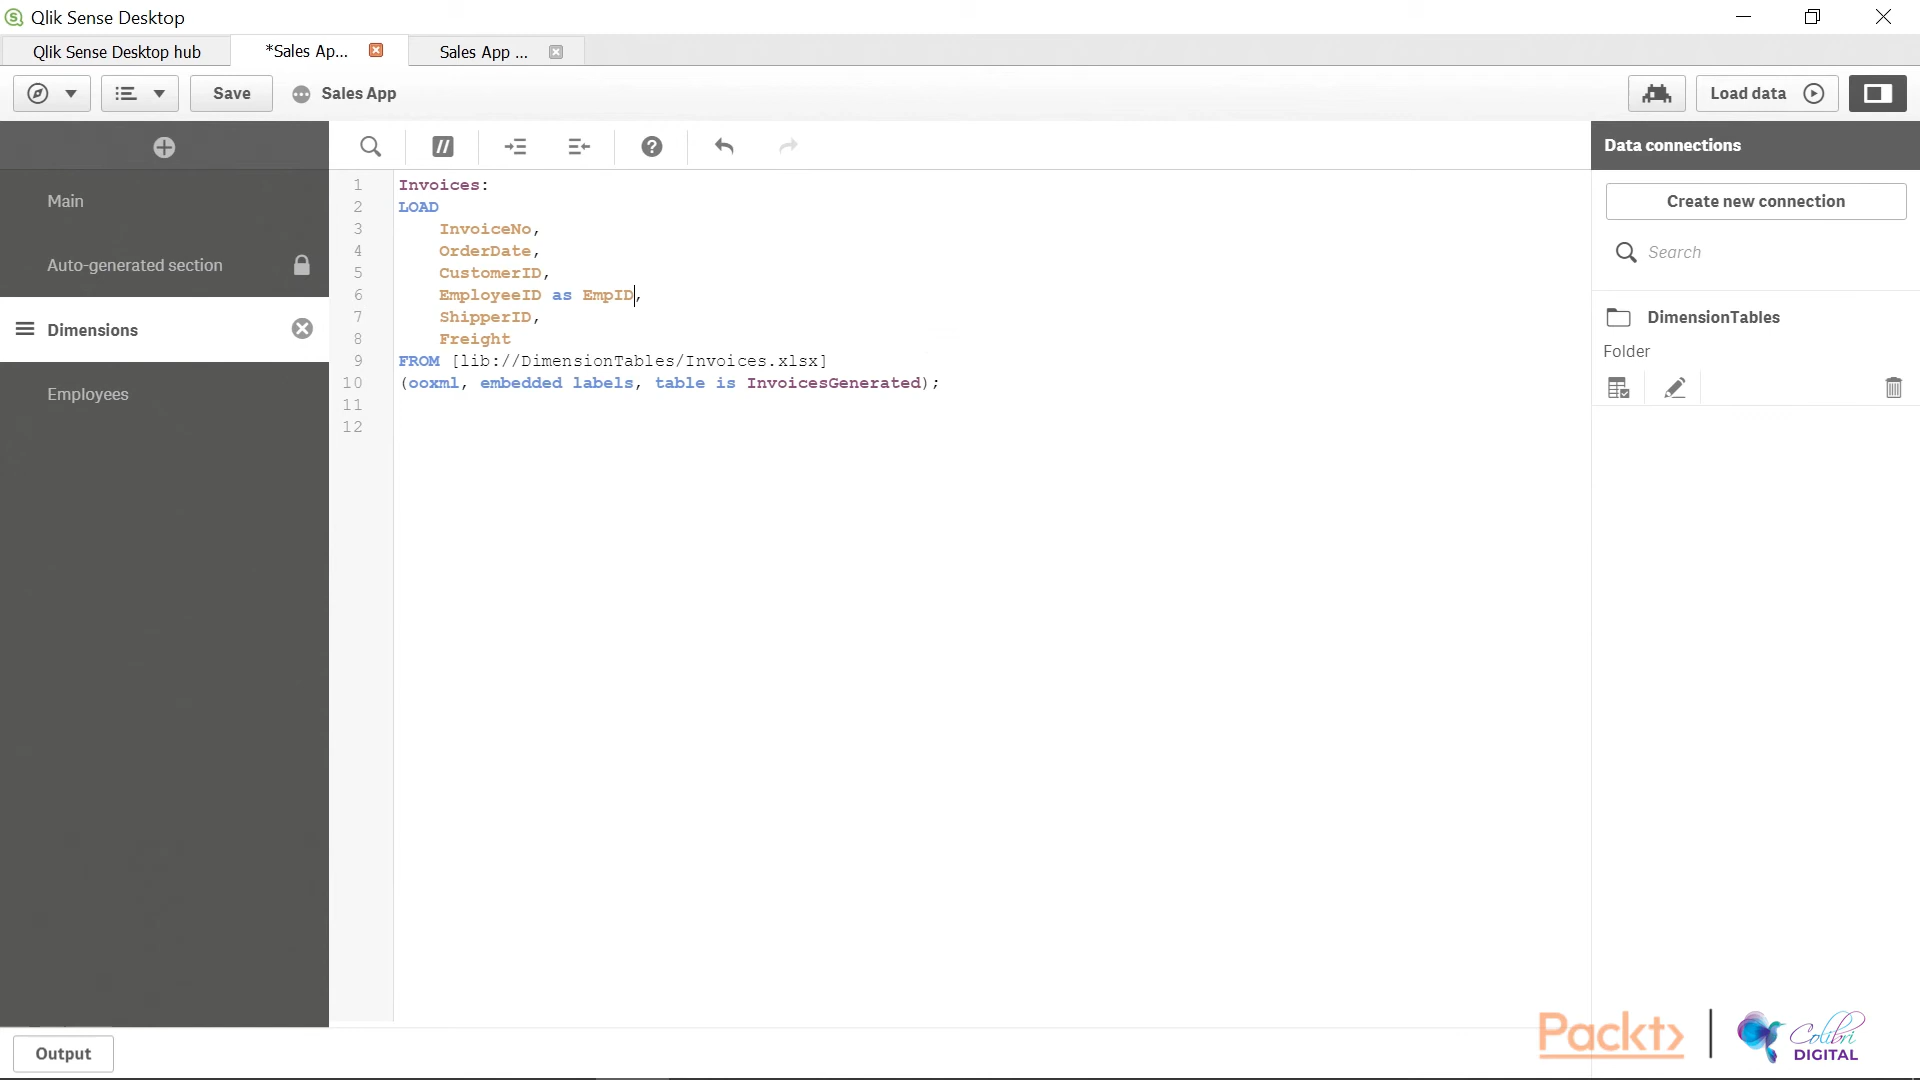 Qlik Sense Desktop
Qlik Sense Desktop hub
*Sales Ap...
Sales App ...
Save
Sales App
Load data
Data connections
Main
Auto-generated section
Dimensions
Employees
1 Invoices:
2 LOAD
3 InvoiceNo,
4 OrderDate,
5 CustomerID,
6 EmployeeID as EmpID,
7 ShipperID,
8 Freight
9 FROM [lib://DimensionTables/Invoices.xlsx]
10 (ooxml, embedded labels, table is InvoicesGenerated);
11
12
Create new connection
Search
DimensionTables
Folder
Output
Packt>
Colibri
DIGITAL